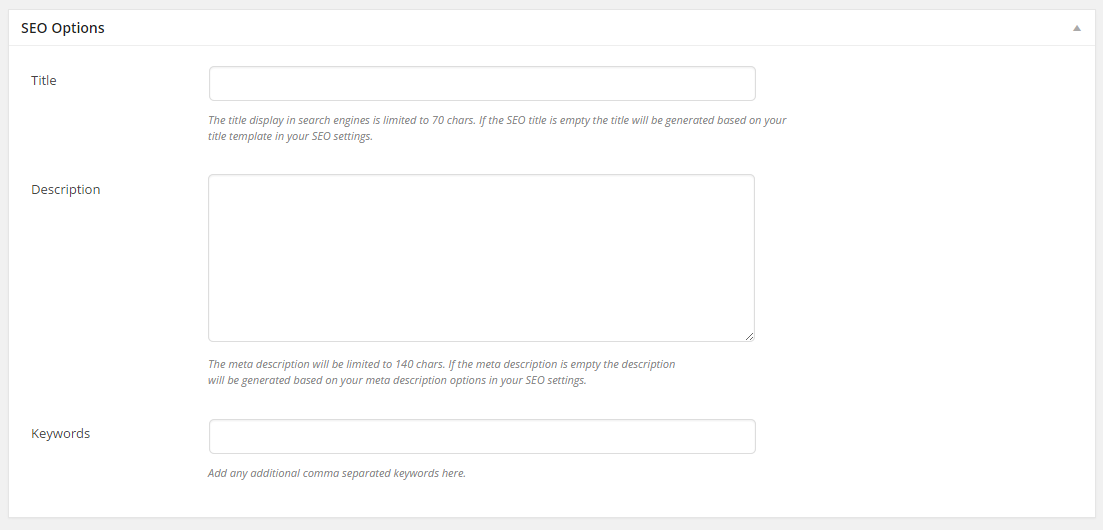 SEO Options
Title
The title display in search engines is limited to 70 chars. If the SEO title is empty the title will be generated based on your
title template in your SEO settings.
Description
The meta description will be limited to 140 chars. If the meta description is empty the description
will be generated based on your meta description options in your SEO settings.
Keywords
Add any additional comma separated keywords here.